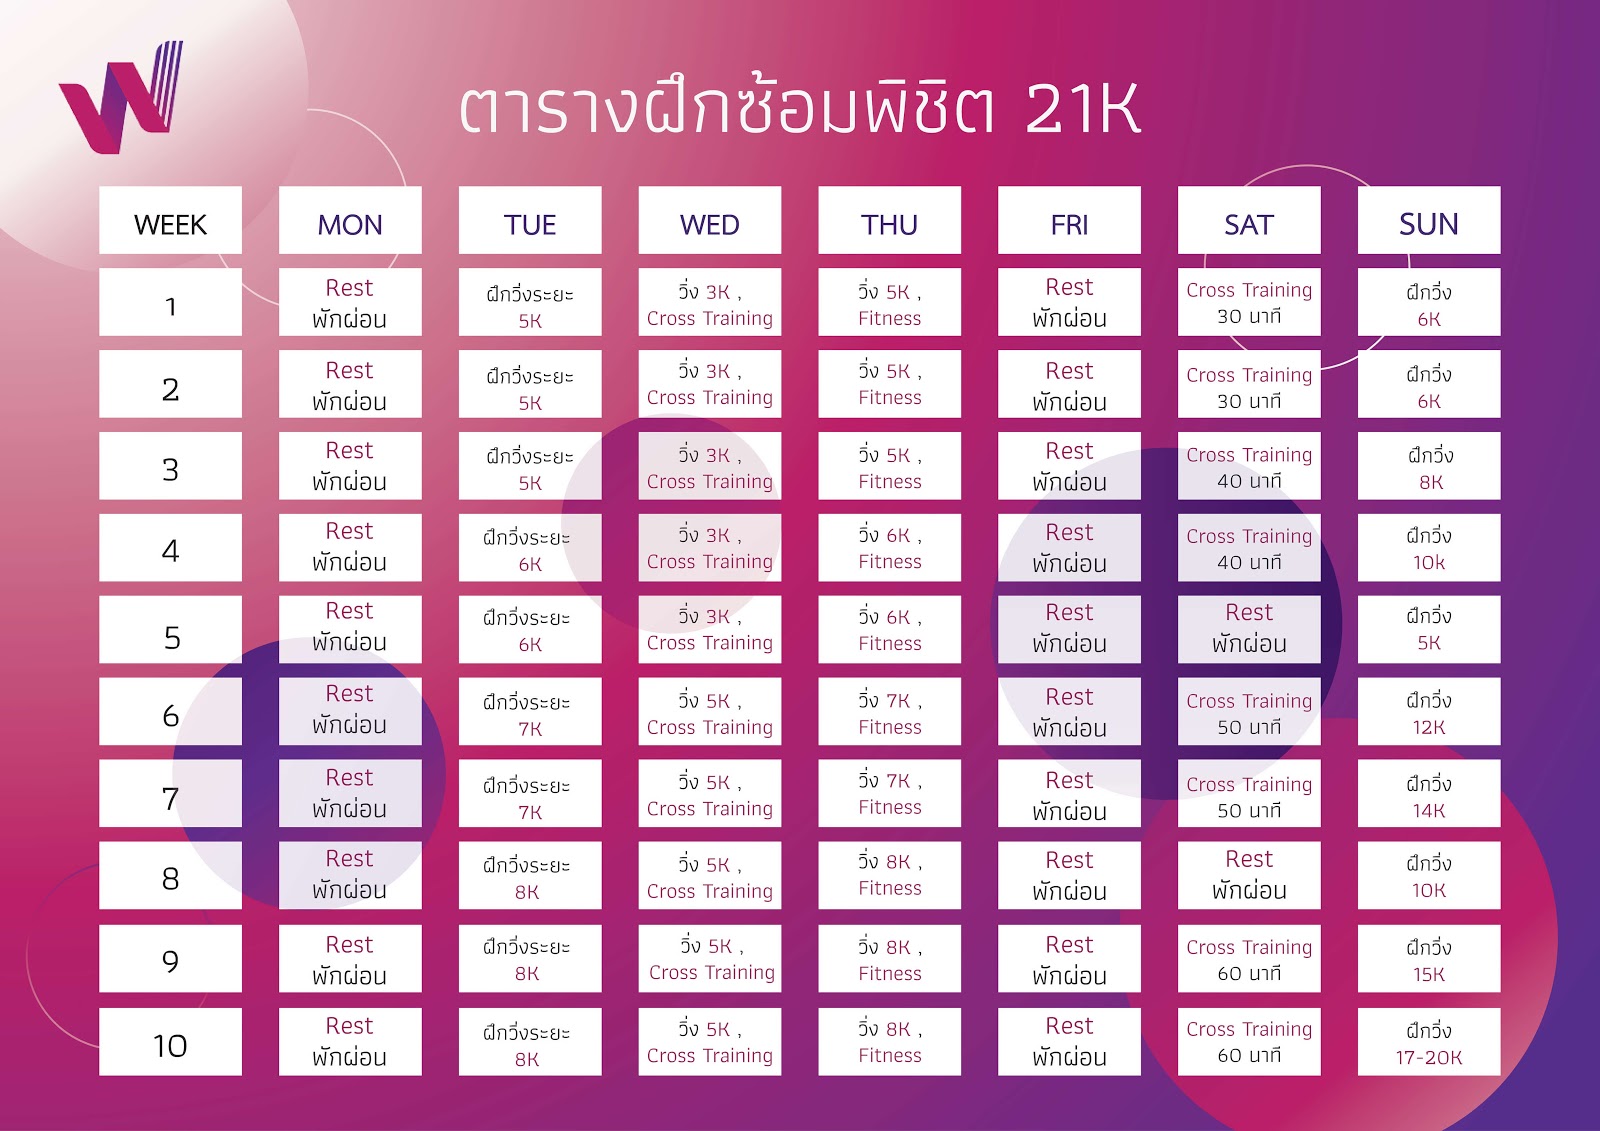 ตารางฝึกซ้อมพิชิต 21K
WEEK MON TUE WED THU FRI SAT SUN
1
Rest
พักผ่อน
ฝึกวิ่งระยะ
5K
วิ่ง 3K ,
Cross Training
วิ่ง 5K ,
Fitness
Rest
พักผ่อน
Cross Training
30 นาที
ฝึกวิ่ง
6K
2
Rest
พักผ่อน
ฝึกวิ่งระยะ
5K
วิ่ง 3K ,
Cross Training
วิ่ง 5K ,
Fitness
Rest
พักผ่อน
Cross Training
30 นาที
ฝึกวิ่ง
6K
3
Rest
พักผ่อน
ฝึกวิ่งระยะ
5K
วิ่ง 3K ,
Cross Training
วิ่ง 5K ,
Fitness
Rest
พักผ่อน
Cross Training
40 นาที
ฝึกวิ่ง
8K
4
Rest
พักผ่อน
ฝึกวิ่งระยะ
6K
วิ่ง 3K ,
Cross Training
วิ่ง 6K ,
Fitness
Rest
พักผ่อน
Cross Training
40 นาที
ฝึกวิ่ง
10k
5
Rest
พักผ่อน
ฝึกวิ่งระยะ
6K
วิ่ง 3K ,
Cross Training
วิ่ง 6K ,
Fitness
Rest
พักผ่อน
Rest
พักผ่อน
ฝึกวิ่ง
5K
6
Rest
พักผ่อน
ฝึกวิ่งระยะ
7K
วิ่ง 5K ,
Cross Training
วิ่ง 7K ,
Fitness
Rest
พักผ่อน
Cross Training
50 นาที
ฝึกวิ่ง
12K
7
Rest
พักผ่อน
ฝึกวิ่งระยะ
7K
วิ่ง 5K ,
Cross Training
วิ่ง 7K ,
Fitness
Rest
พักผ่อน
Cross Training
50 นาที
ฝึกวิ่ง
14K
8
Rest
พักผ่อน
ฝึกวิ่งระยะ
8K
วิ่ง 5K ,
Cross Training
วิ่ง 8K ,
Fitness
Rest
พักผ่อน
Rest
พักผ่อน
ฝึกวิ่ง
10K
9
Rest
พักผ่อน
ฝึกวิ่งระยะ
8K
วิ่ง 5K ,
Cross Training
วิ่ง 8K ,
Fitness
Rest
พักผ่อน
Cross Training
60 นาที
ฝึกวิ่ง
15K
10
Rest
พักผ่อน
ฝึกวิ่งระยะ
8K
วิ่ง 5K ,
Cross Training
วิ่ง 8K ,
Fitness
Rest
พักผ่อน
Cross Training
60 นาที
ฝึกวิ่ง
17-20K